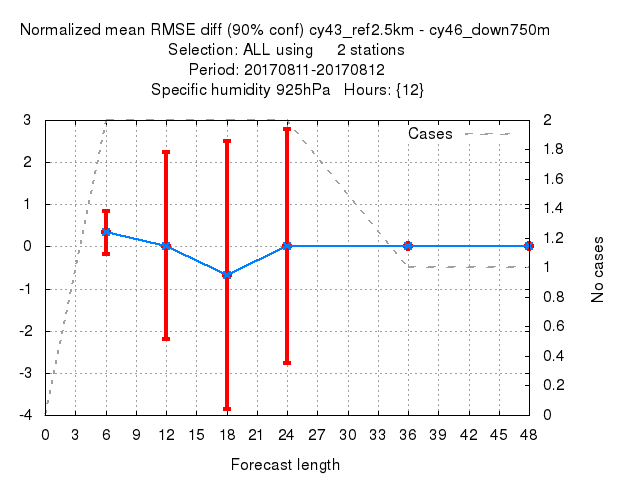 Normalized mean RMSE diff (90% conf) cy43_ref2.5km - cy46_down750m
Selection: ALL using 2 stations
Period: 20170811-20170812
Specific humidity 925hPa Hours: {12}
Cases
3
2
1
0
-1
-2
-3
-4
2
1.8
1.6
1.4
1.2
1
0.8
0.6
0.4
0.2
0
No cases
0 3 6 9 12 15 18 21 24 27 30 33 36 39 42 45 48
Forecast length